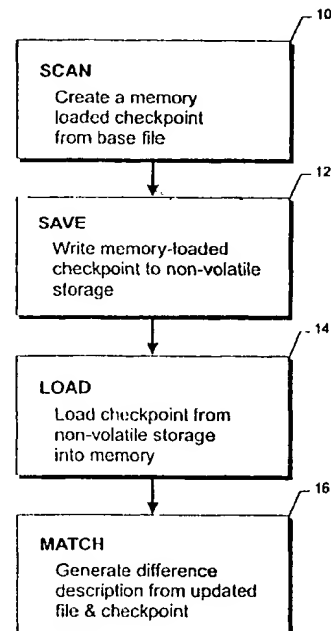 10
SCAN
Create a memory
loaded checkpoint
from base file
12
SAVE
Write memory-loaded
checkpoint to non-volatile
storage
14
LOAD
Load checkpoint from
non-volatile storage
into memory
16
MATCH
Generate difference
description from updated
file & checkpoint